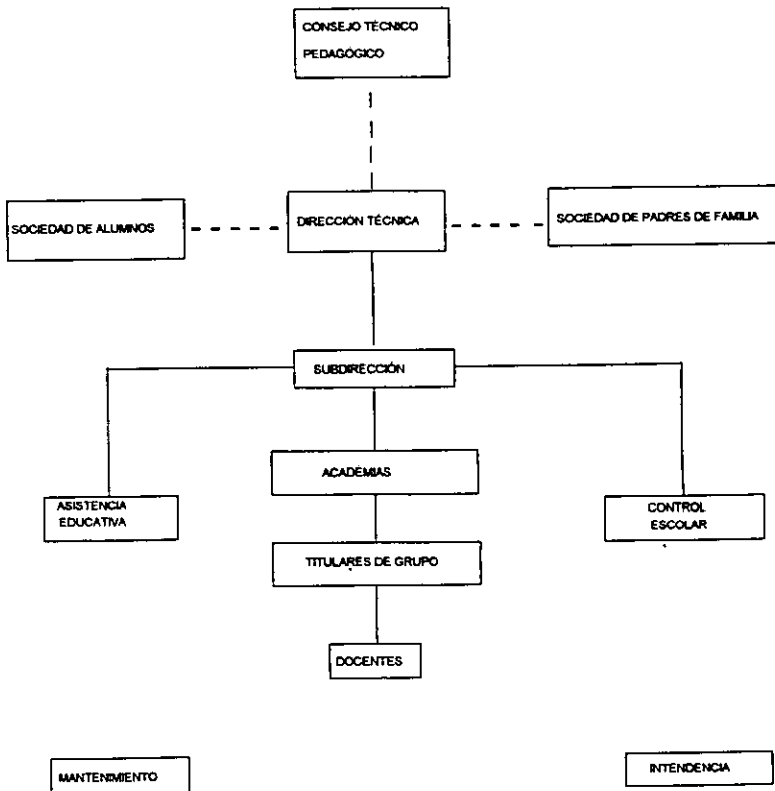 CONSEJO TÉCNICO
PEDAGÓGICO
SOCIEDAD DE ALUMNOS
DIRECCIÓN TÉCNICA
SOCIEDAD DE PADRES DE FAMILIA
SUBDIRECCIÓN
ACADEMIAS
ASISTENCIA
EDUCATIVA
CONTROL
ESCOLAR
TITULARES DE GRUPO
DOCENTES
MANTENIMIENTO
INTENDENCIA